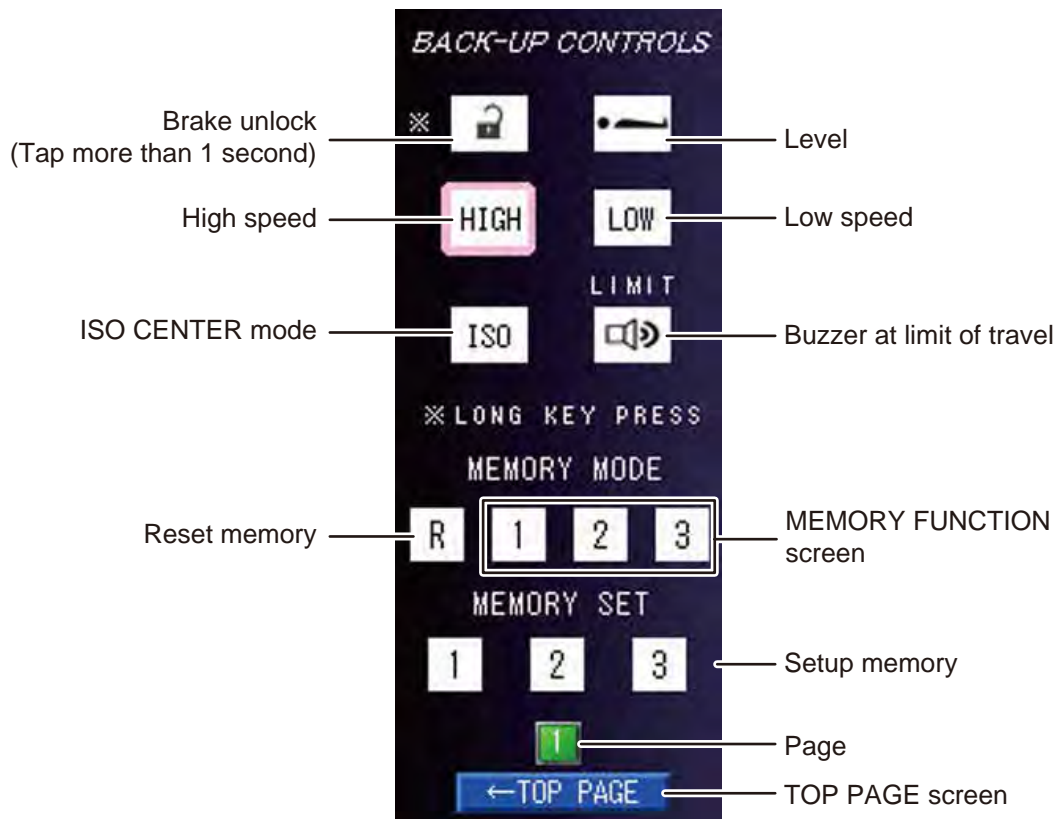 BACK-UP CONTROLS
Brake unlock
(Tap more than 1 second)
※
Level
High speed
HIGH
LOW
Low speed
LIMIT
ISO CENTER mode
ISO
Buzzer at limit of travel
※LONG KEY PRESS
MEMORY MODE
Reset memory
R
1
2
3
MEMORY FUNCTION
screen
MEMORY SET
1
2
3
Setup memory
1
Page
←TOP PAGE
TOP PAGE screen